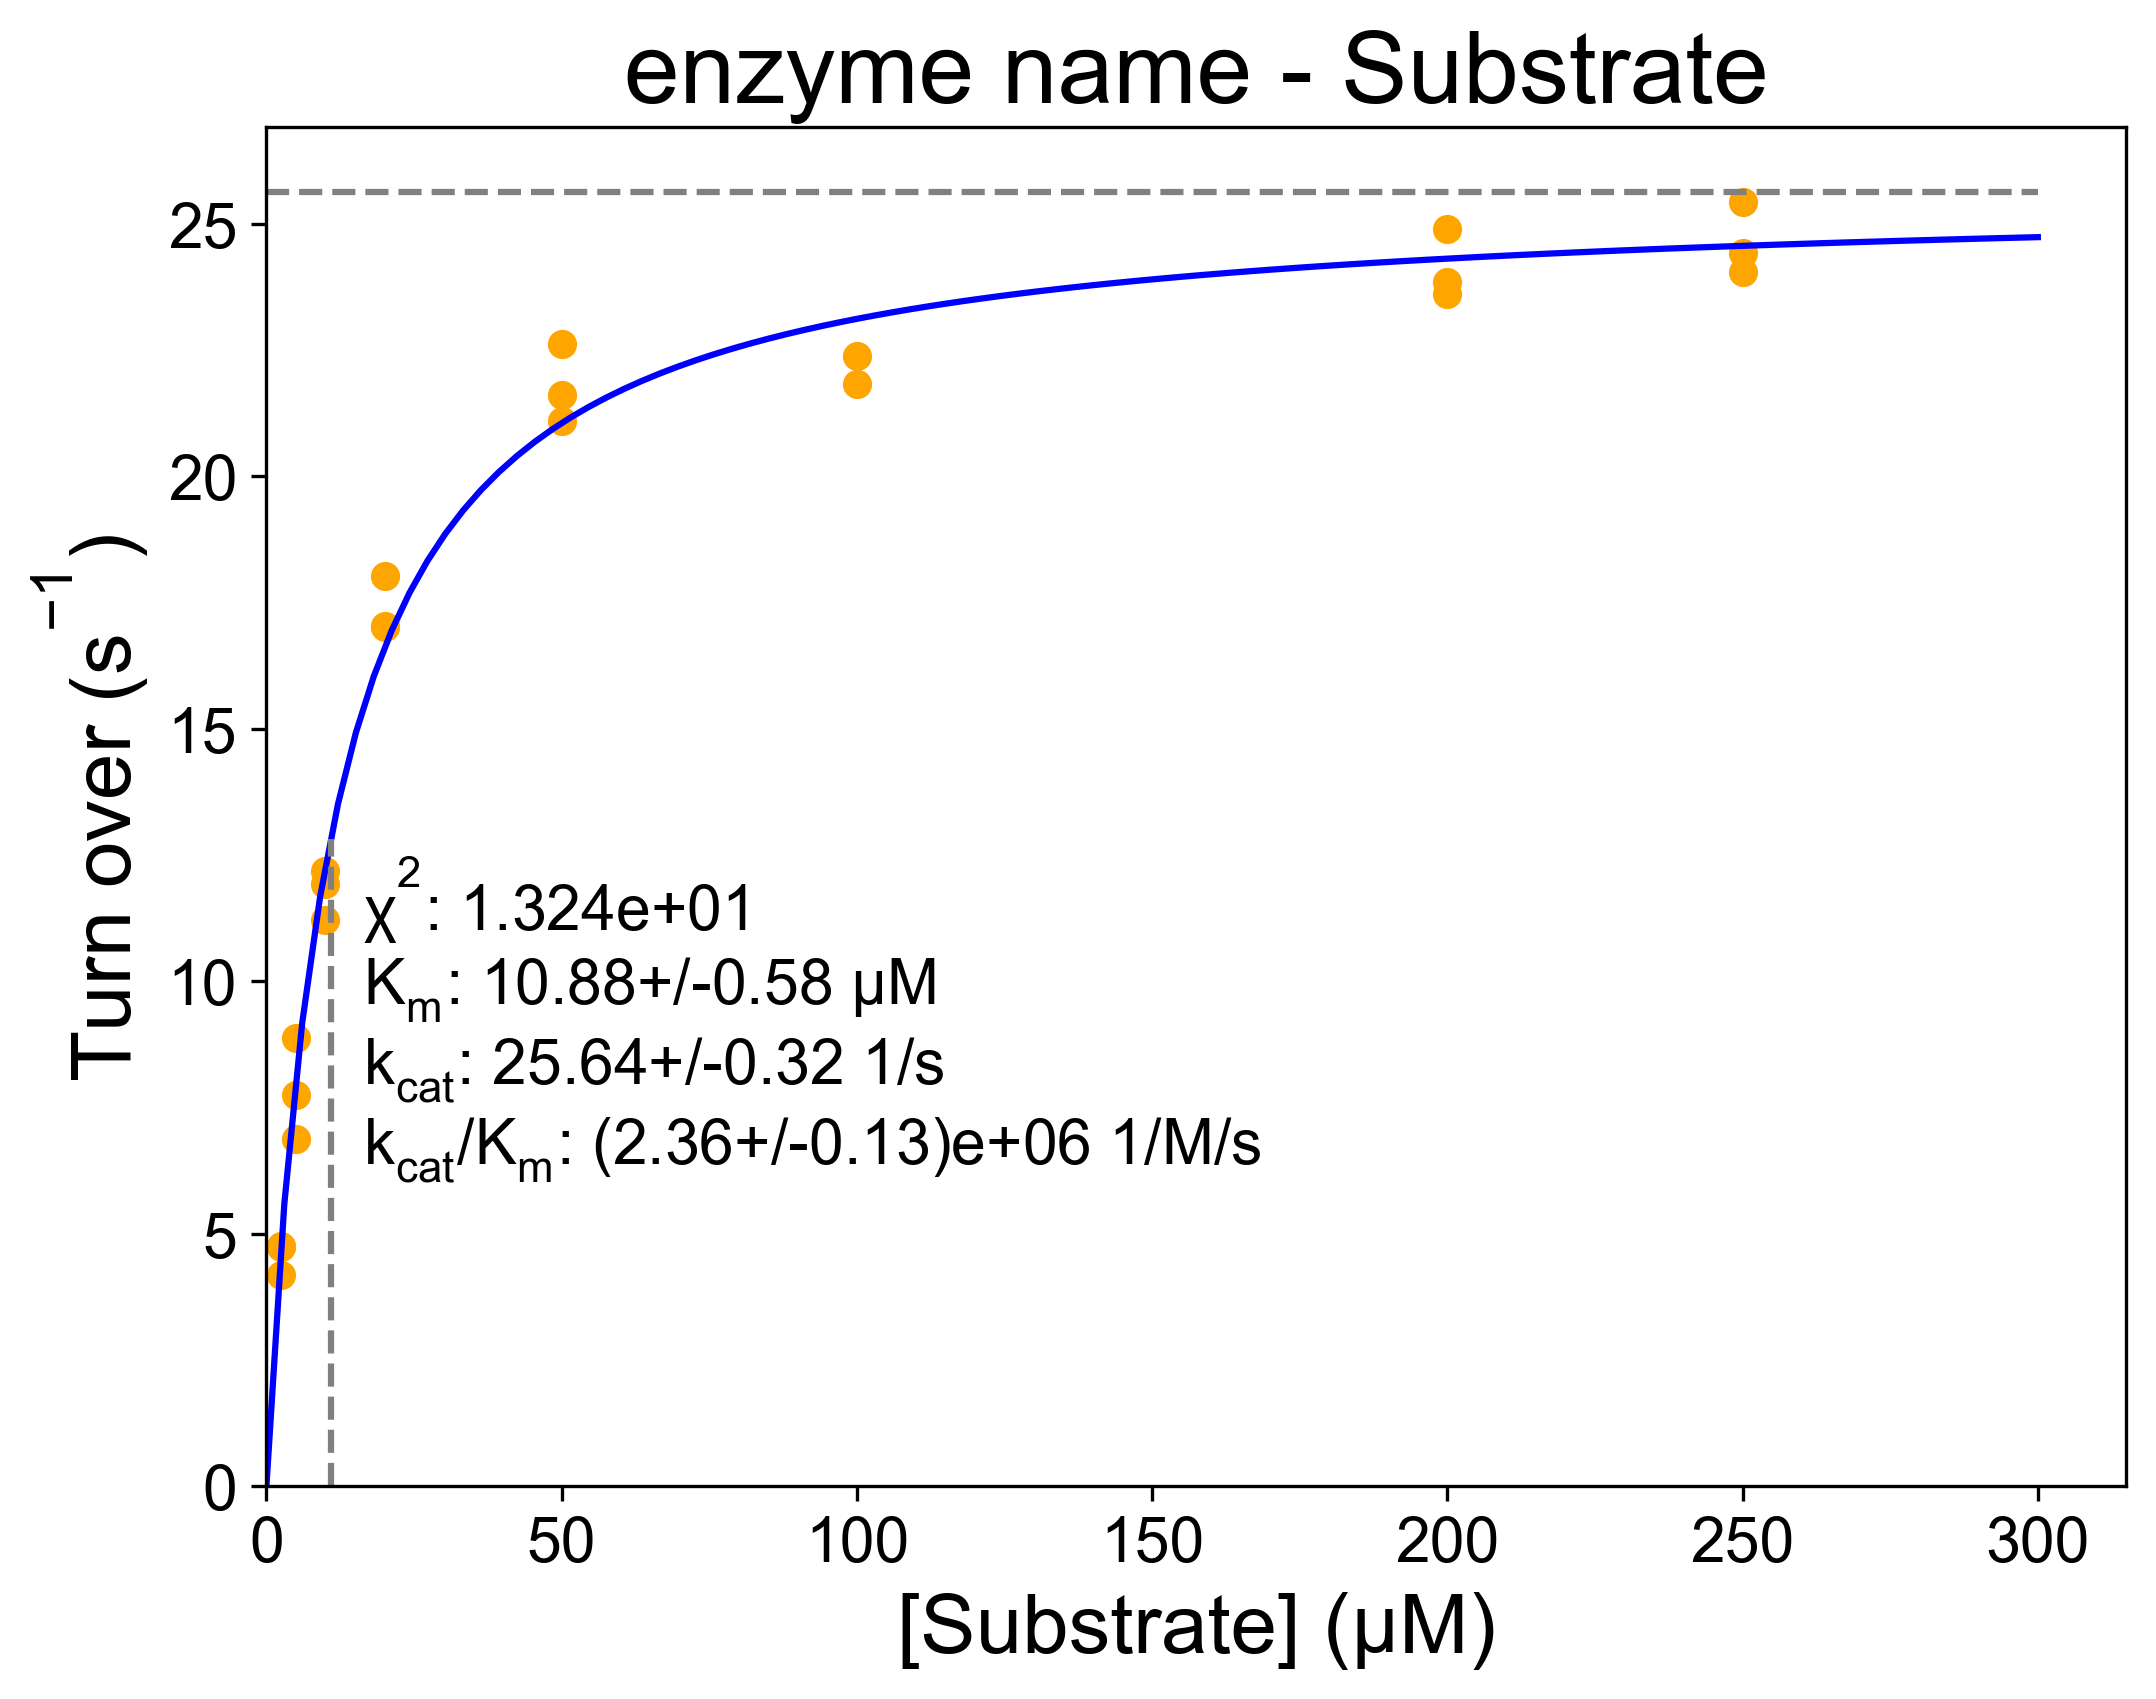 enzyme name - Substrate
Turn over (s⁻¹)
25
20
15
10
5
0
χ²: 1.324e+01
Kₘ: 10.88+/-0.58 µM
k_cat: 25.64+/-0.32 1/s
k_cat/Kₘ: (2.36+/-0.13)e+06 1/M/s
0 50 100 150 200 250 300
[Substrate] (µM)